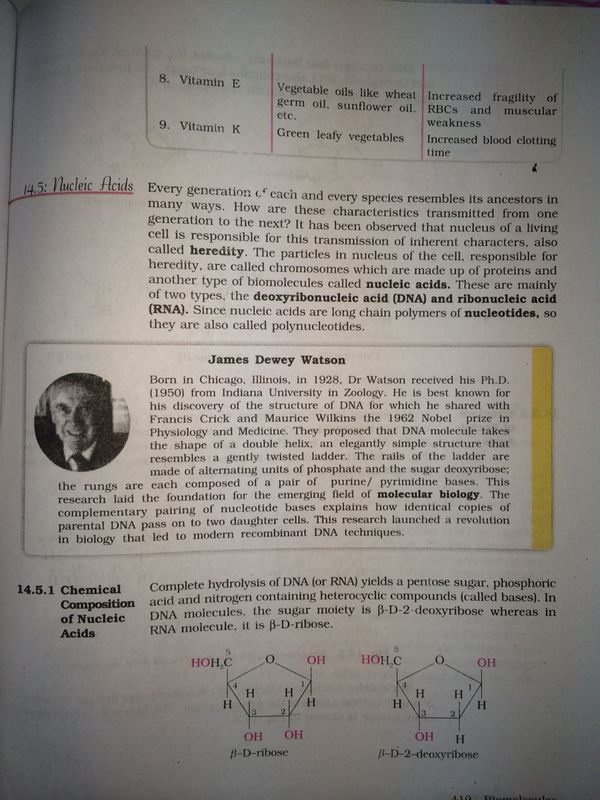 8. Vitamin E
Vegetable oils like wheat
germ oil, sunflower oil,
etc.
Increased fragility of
RBCs and muscular
weakness
9. Vitamin K
Green leafy vegetables
Increased blood clotting
time
14.5: Nucleic Acids
Every generation of each and every species resembles its ancestors in
many ways. How are these characteristics transmitted from one
generation to the next? It has been observed that nucleus of a living
cell is responsible for this transmission of inherent characters, also
called heredity. The particles in nucleus of the cell, responsible for
heredity, are called chromosomes which are made up of proteins and
another type of biomolecules called nucleic acids. These are mainly
of two types, the deoxyribonucleic acid (DNA) and ribonucleic acid
(RNA). Since nucleic acids are long chain polymers of nucleotides, so
they are also called polynucleotides.
James Dewey Watson
Born in Chicago, Illinois, in 1928, Dr Watson received his Ph.D.
(1950) from Indiana University in Zoology. He is best known for
his discovery of the structure of DNA for which he shared with
Francis Crick and Maurice Wilkins the 1962 Nobel prize in
Physiology and Medicine. They proposed that DNA molecule takes
the shape of a double helix, an elegantly simple structure that
resembles a gently twisted ladder. The rails of the ladder are
made of alternating units of phosphate and the sugar deoxyribose;
the rungs are each composed of a pair of purine/ pyrimidine bases. This
research laid the foundation for the emerging field of molecular biology. The
complementary pairing of nucleotide bases explains how identical copies of
parental DNA pass on to two daughter cells. This research launched a revolution
in biology that led to modern recombinant DNA techniques.
14.5.1 Chemical
Composition
of Nucleic
Acids
Complete hydrolysis of DNA (or RNA) yields a pentose sugar, phosphoric
acid and nitrogen containing heterocyclic compounds (called bases). In
DNA molecules, the sugar moiety is β-D-2-deoxyribose whereas in
RNA molecule, it is β-D-ribose.
5
HOH₂C O OH
4 1
H H H H
3 2
OH OH
β-D-ribose
5
HOH₂C O OH
4 1
H H H H
3 2
OH H
β-D-2-deoxyribose
419 Biomolecules